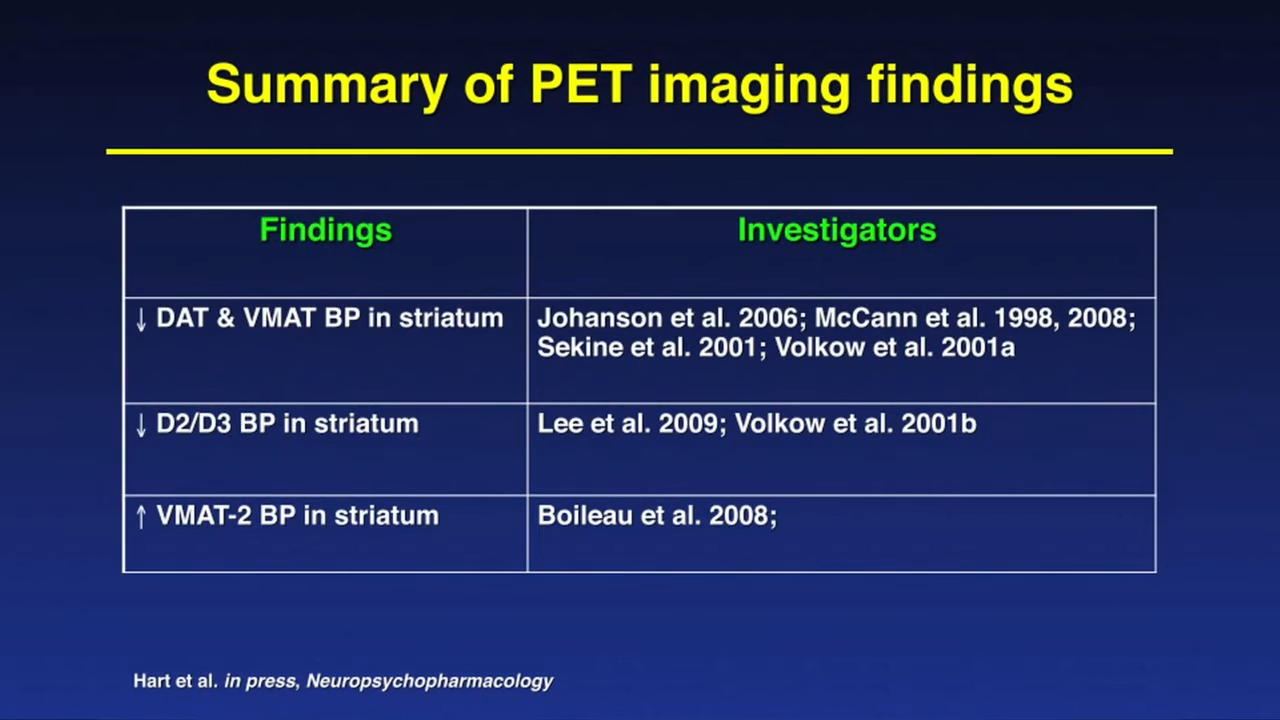 Summary of PET imaging findings
Findings
Investigators
↓ DAT & VMAT BP in striatum
Johanson et al. 2006; McCann et al. 1998, 2008;
Sekine et al. 2001; Volkow et al. 2001a
↓ D2/D3 BP in striatum
Lee et al. 2009; Volkow et al. 2001b
↑ VMAT-2 BP in striatum
Boileau et al. 2008;
Hart et al. in press, Neuropsychopharmacology